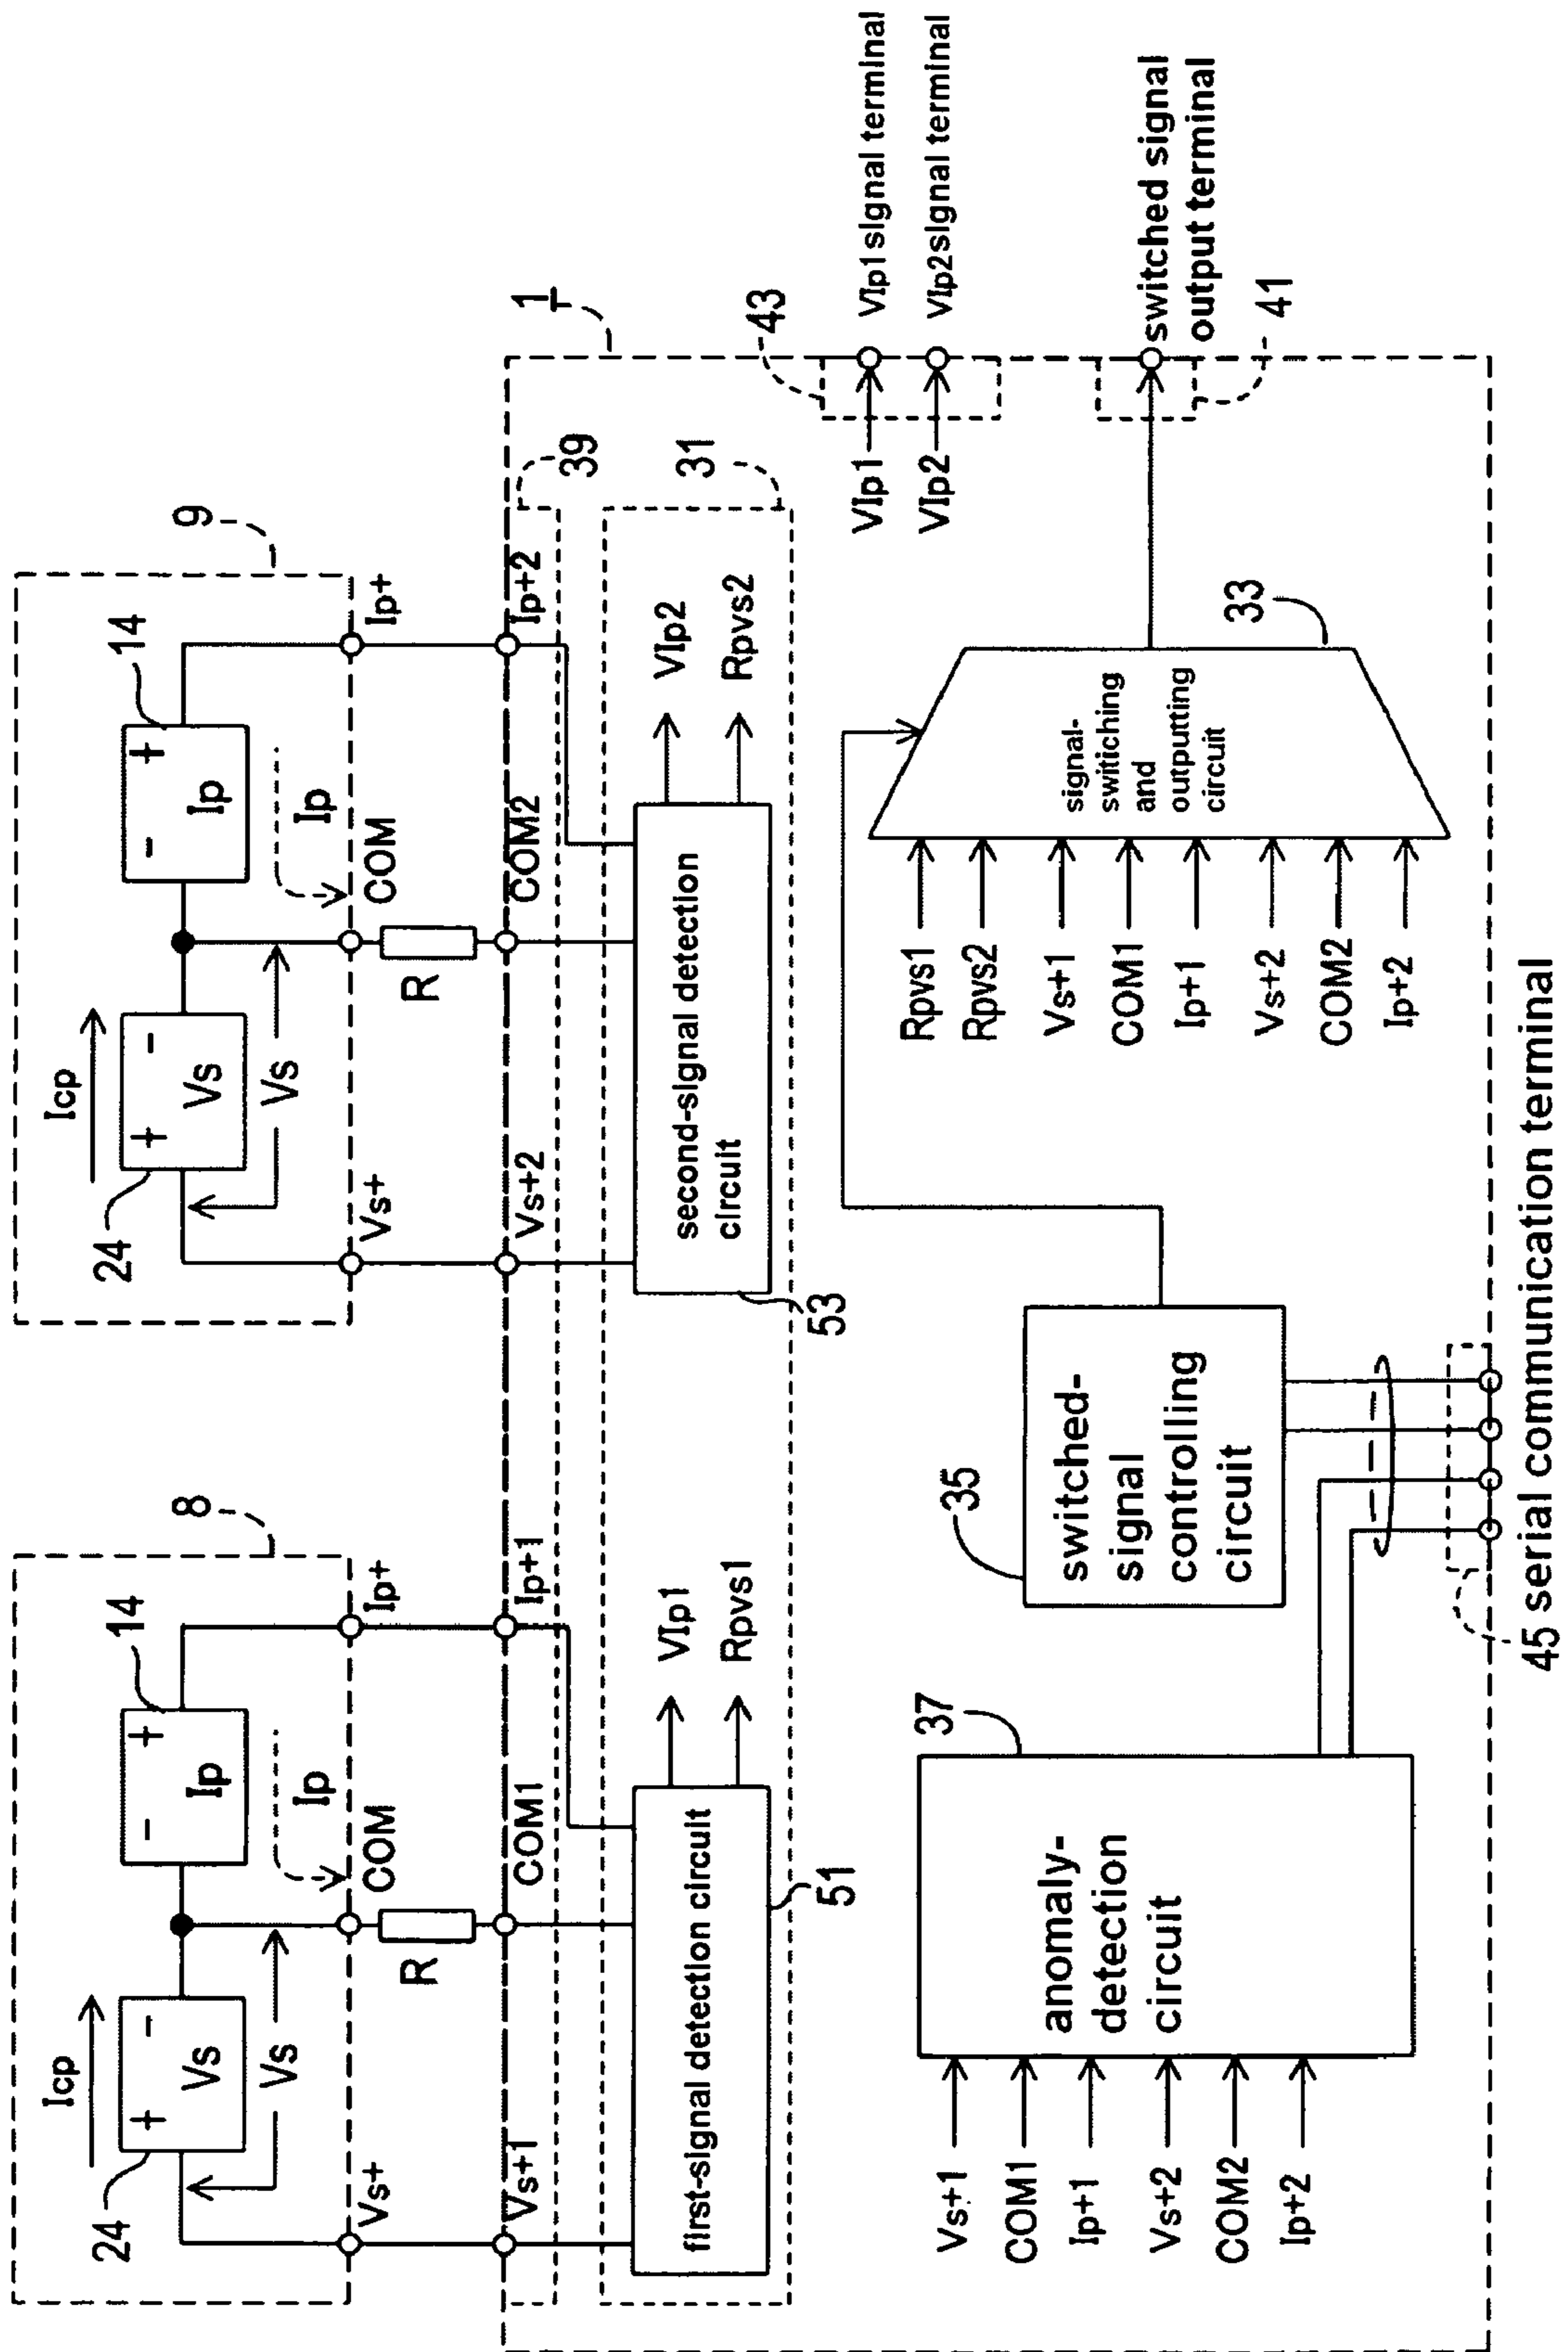 8
Icp
24
+
Vs
−
Vs
14
−
Ip
+
Ip
Vs+
COM
Ip+
R
Vs+1
COM1
Ip+1
9
Icp
24
+
Vs
−
Vs
14
−
Ip
+
Ip
Vs+
COM
Ip+
R
Vs+2
COM2
Ip+2
39
1
first-signal detection circuit
51
VIp1
Rpvs1
second-signal detection
circuit
53
VIp2
Rpvs2
31
43
VIp1
VIp2
VIp1signal terminal
VIp2signal terminal
37
Vs+1
COM1
Ip+1
Vs+2
COM2
Ip+2
anomaly-
detection
circuit
35
switched-
signal
controlling
circuit
Rpvs1
Rpvs2
Vs+1
COM1
Ip+1
Vs+2
COM2
Ip+2
signal-
switiching
and
outputting
circuit
33
switched signal
output terminal
41
45 serial communication terminal